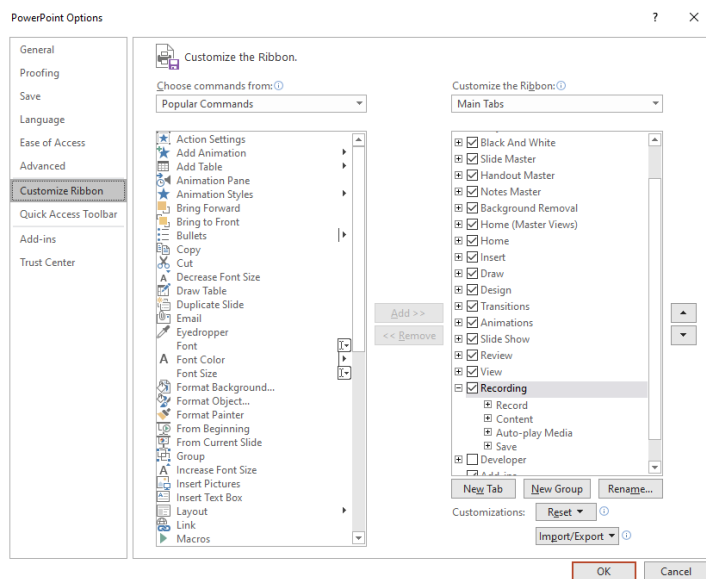 PowerPoint Options
?
General
Proofing
Save
Language
Ease of Access
Advanced
Customize Ribbon
Quick Access Toolbar
Add-ins
Trust Center
Customize the Ribbon.
Choose commands from:
Popular Commands
Action Settings
Add Animation
Add Table
Animation Pane
Animation Styles
Bring Forward
Bring to Front
Bullets
Copy
Cut
Decrease Font Size
Draw Table
Duplicate Slide
Email
Eyedropper
Font
Font Color
Font Size
Format Background...
Format Object...
Format Painter
From Beginning
From Current Slide
Group
Increase Font Size
Insert Pictures
Insert Text Box
Layout
Link
Macros
Add >>
<< Remove
Customize the Ribbon:
Main Tabs
Black And White
Slide Master
Handout Master
Notes Master
Background Removal
Home (Master Views)
Home
Insert
Draw
Design
Transitions
Animations
Slide Show
Review
View
Recording
Record
Content
Auto-play Media
Save
Developer
Add-ins
New Tab
New Group
Rename...
Customizations:
Reset
Import/Export
OK
Cancel